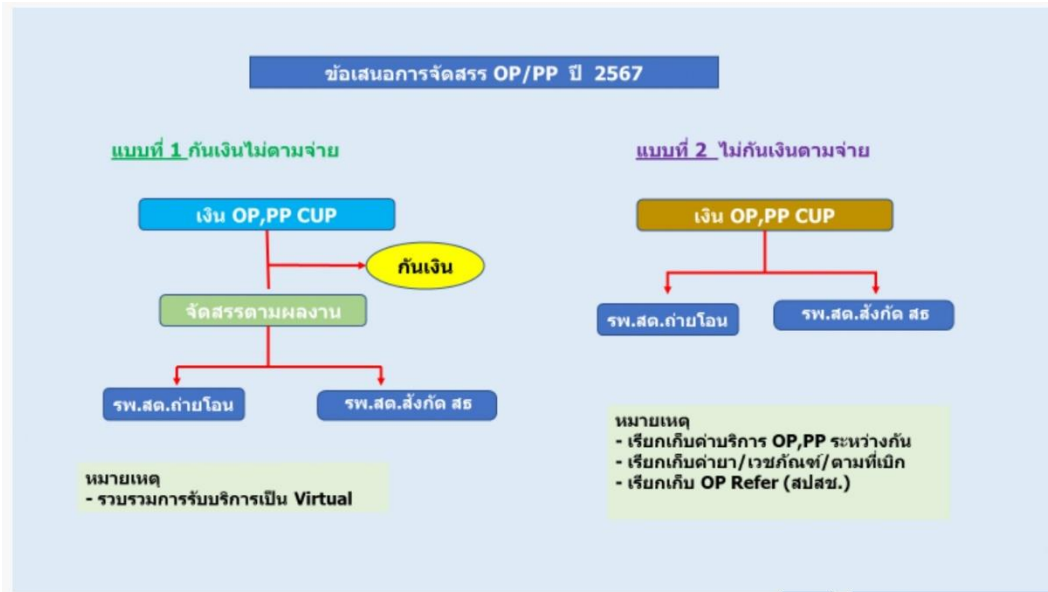 ข้อเสนอการจัดสรร OP/PP ปี 2567
แบบที่ 1 กันเงินไม่ตามจ่าย
เงิน OP,PP CUP
กันเงิน
จัดสรรตามผลงาน
รพ.สต.ถ่ายโอน
รพ.สต.สังกัด สธ
หมายเหตุ
- รวบรวมการรับบริการเป็น Virtual
แบบที่ 2 ไม่กันเงินตามจ่าย
เงิน OP,PP CUP
รพ.สต.ถ่ายโอน
รพ.สต.สังกัด สธ
หมายเหตุ
- เรียกเก็บค่าบริการ OP,PP ระหว่างกัน
- เรียกเก็บค่ายา/เวชภัณฑ์/ตามที่เบิก
- เรียกเก็บ OP Refer (สปสช.)